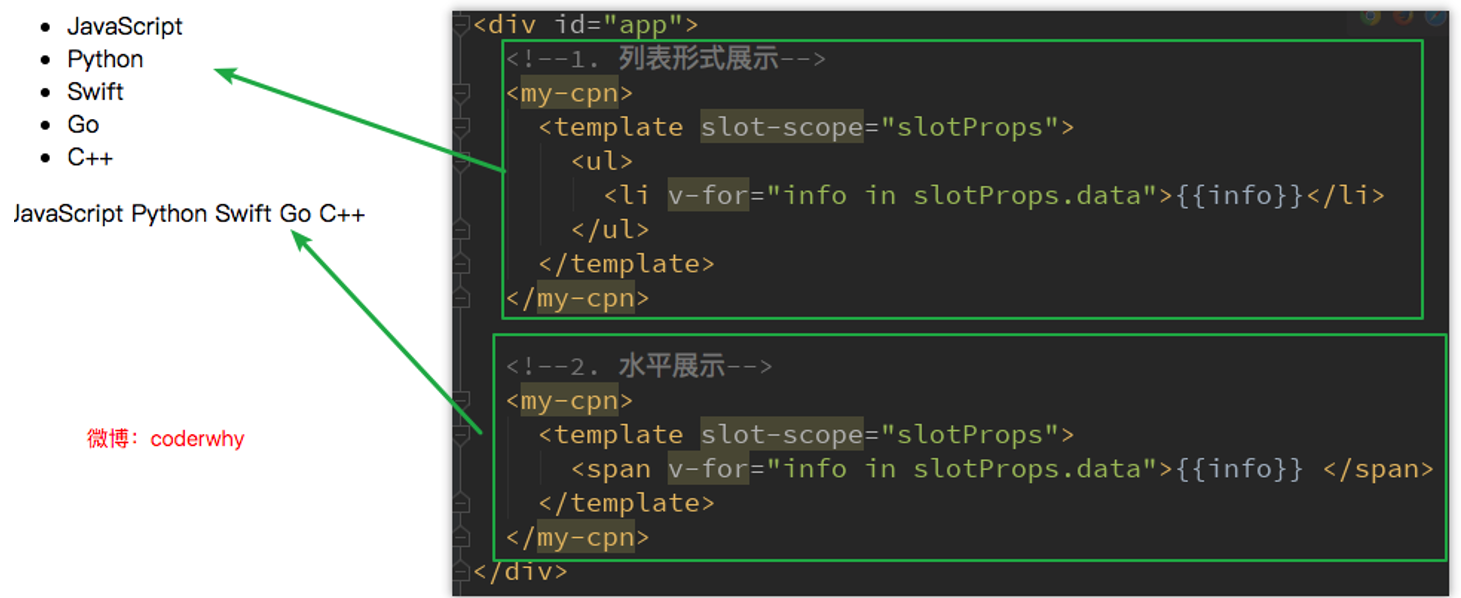 JavaScript
Python
Swift
Go
C++
JavaScript Python Swift Go C++
微博：coderwhy
<div id="app">
<!--1. 列表形式展示-->
<my-cpn>
<template slot-scope="slotProps">
<ul>
<li v-for="info in slotProps.data">{{info}}</li>
</ul>
</template>
</my-cpn>
<!--2. 水平展示-->
<my-cpn>
<template slot-scope="slotProps">
<span v-for="info in slotProps.data">{{info}} </span>
</template>
</my-cpn>
</div>